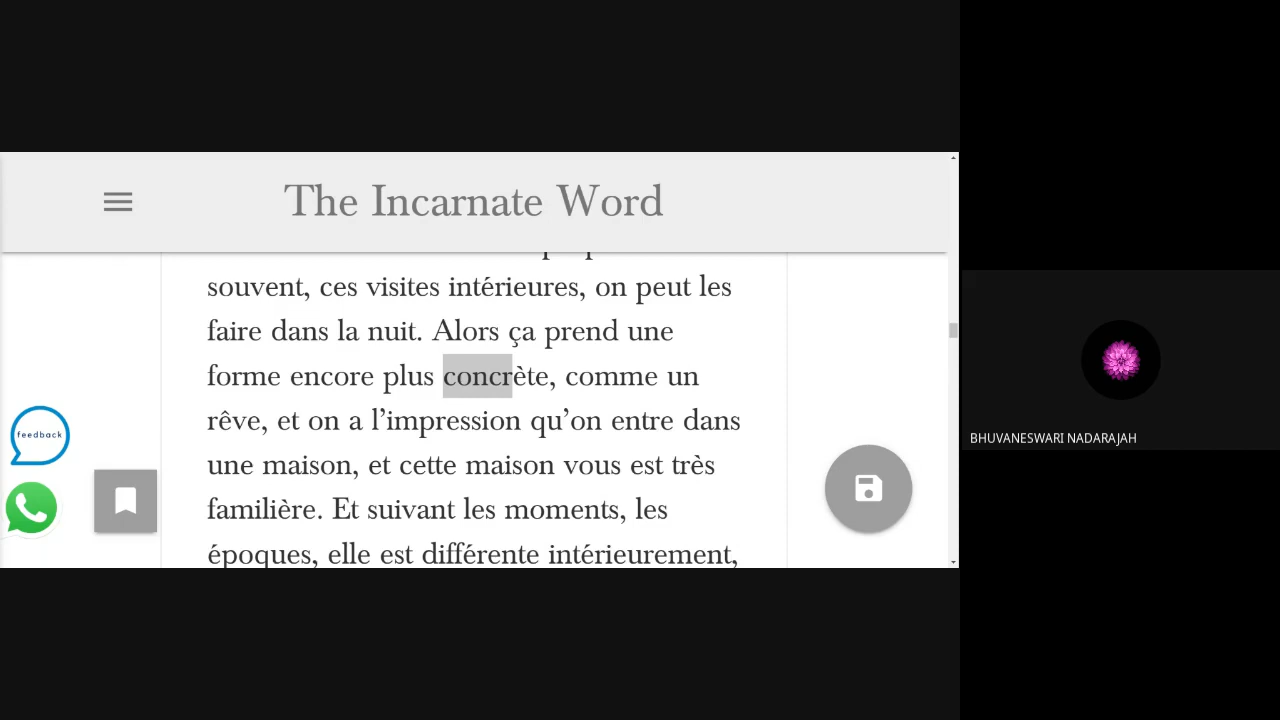 The Incarnate Word
souvent, ces visites intérieures, on peut les
faire dans la nuit. Alors ça prend une
forme encore plus concrète, comme un
rêve, et on a l’impression qu’on entre dans
une maison, et cette maison vous est très
familière. Et suivant les moments, les
époques, elle est différente intérieurement,
feedback
BHUVANESWARI NADARAJAH